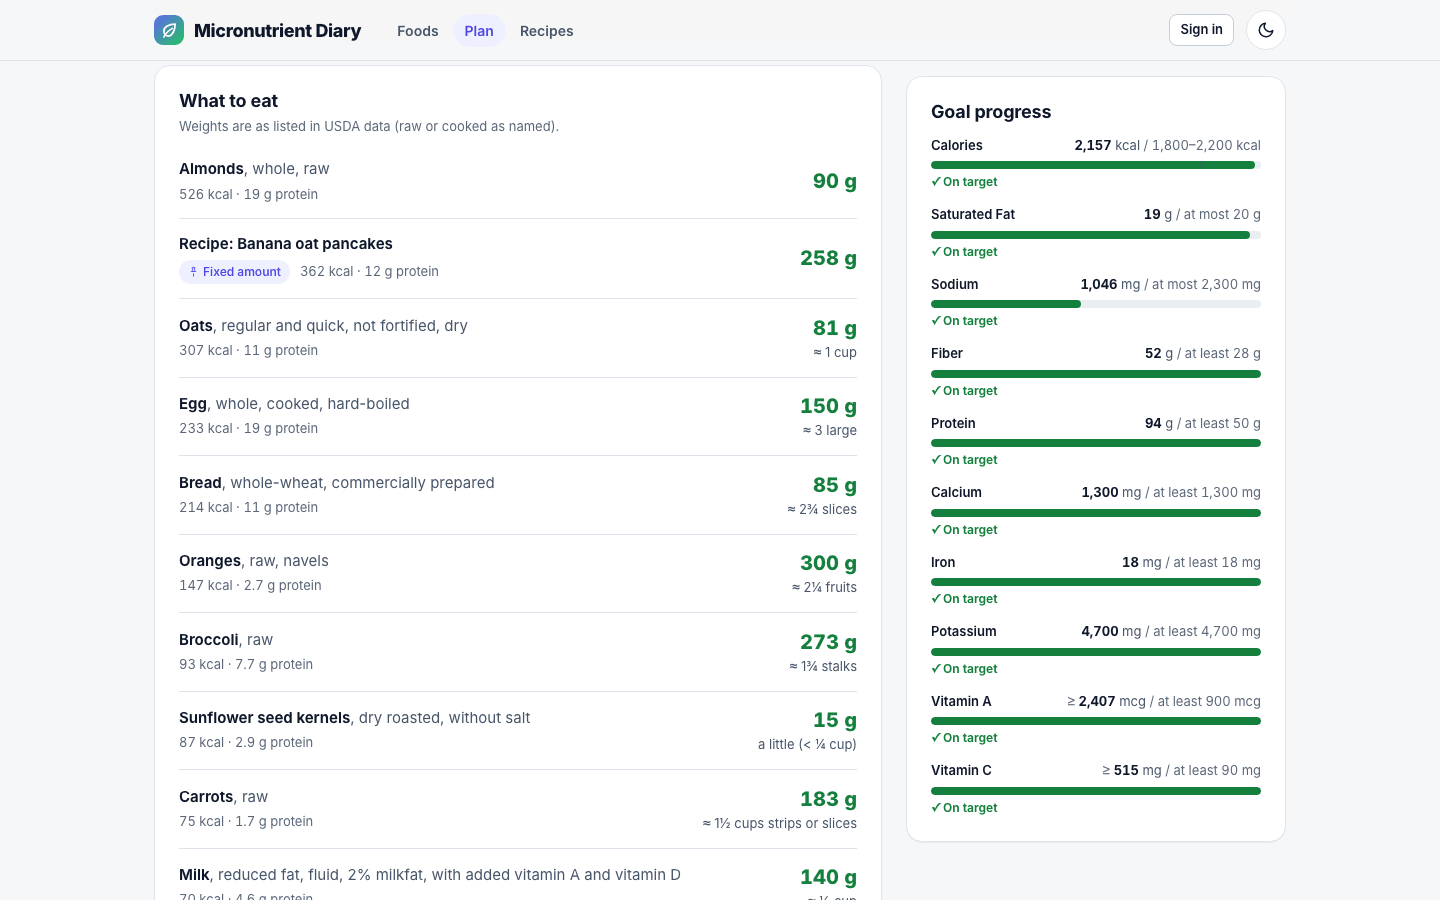 Micronutrient Diary
Foods
Plan
Recipes
Sign in
What to eat
Weights are as listed in USDA data (raw or cooked as named).
Almonds, whole, raw
526 kcal · 19 g protein
90 g
Recipe: Banana oat pancakes
Fixed amount
362 kcal · 12 g protein
258 g
Oats, regular and quick, not fortified, dry
307 kcal · 11 g protein
81 g
≈ 1 cup
Egg, whole, cooked, hard-boiled
233 kcal · 19 g protein
150 g
≈ 3 large
Bread, whole-wheat, commercially prepared
214 kcal · 11 g protein
85 g
≈ 2¾ slices
Oranges, raw, navels
147 kcal · 2.7 g protein
300 g
≈ 2¼ fruits
Broccoli, raw
93 kcal · 7.7 g protein
273 g
≈ 1¾ stalks
Sunflower seed kernels, dry roasted, without salt
87 kcal · 2.9 g protein
15 g
a little (< ¼ cup)
Carrots, raw
75 kcal · 1.7 g protein
183 g
≈ 1½ cups strips or slices
Milk, reduced fat, fluid, 2% milkfat, with added vitamin A and vitamin D
70 kcal · 4.6 g protein
140 g
Goal progress
Calories
2,157 kcal / 1,800–2,200 kcal
✓ On target
Saturated Fat
19 g / at most 20 g
✓ On target
Sodium
1,046 mg / at most 2,300 mg
✓ On target
Fiber
52 g / at least 28 g
✓ On target
Protein
94 g / at least 50 g
✓ On target
Calcium
1,300 mg / at least 1,300 mg
✓ On target
Iron
18 mg / at least 18 mg
✓ On target
Potassium
4,700 mg / at least 4,700 mg
✓ On target
Vitamin A
≥ 2,407 mcg / at least 900 mcg
✓ On target
Vitamin C
≥ 515 mg / at least 90 mg
✓ On target